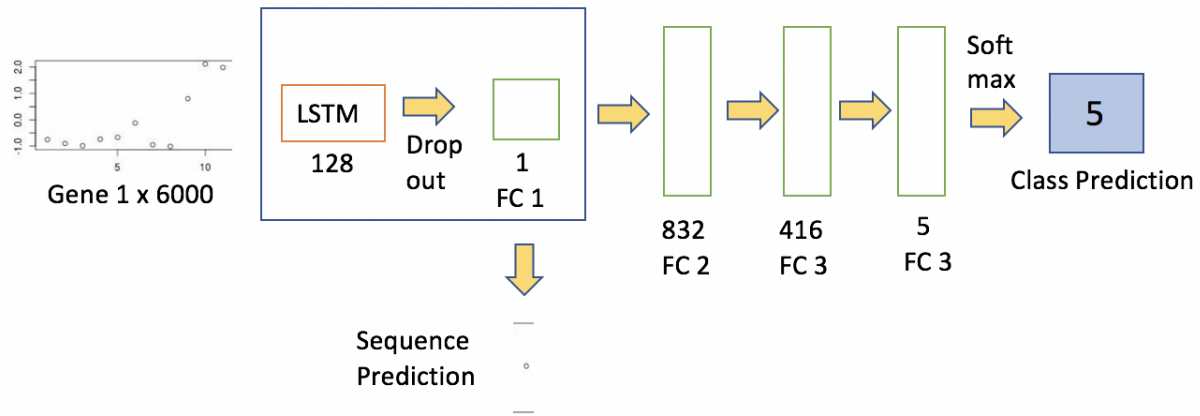 2.0
1.0
0.0
-1.0
5
10
Gene 1 x 6000
LSTM
128
Drop
out
1
FC 1
Sequence
Prediction
832
FC 2
416
FC 3
5
FC 3
Soft
max
5
Class Prediction